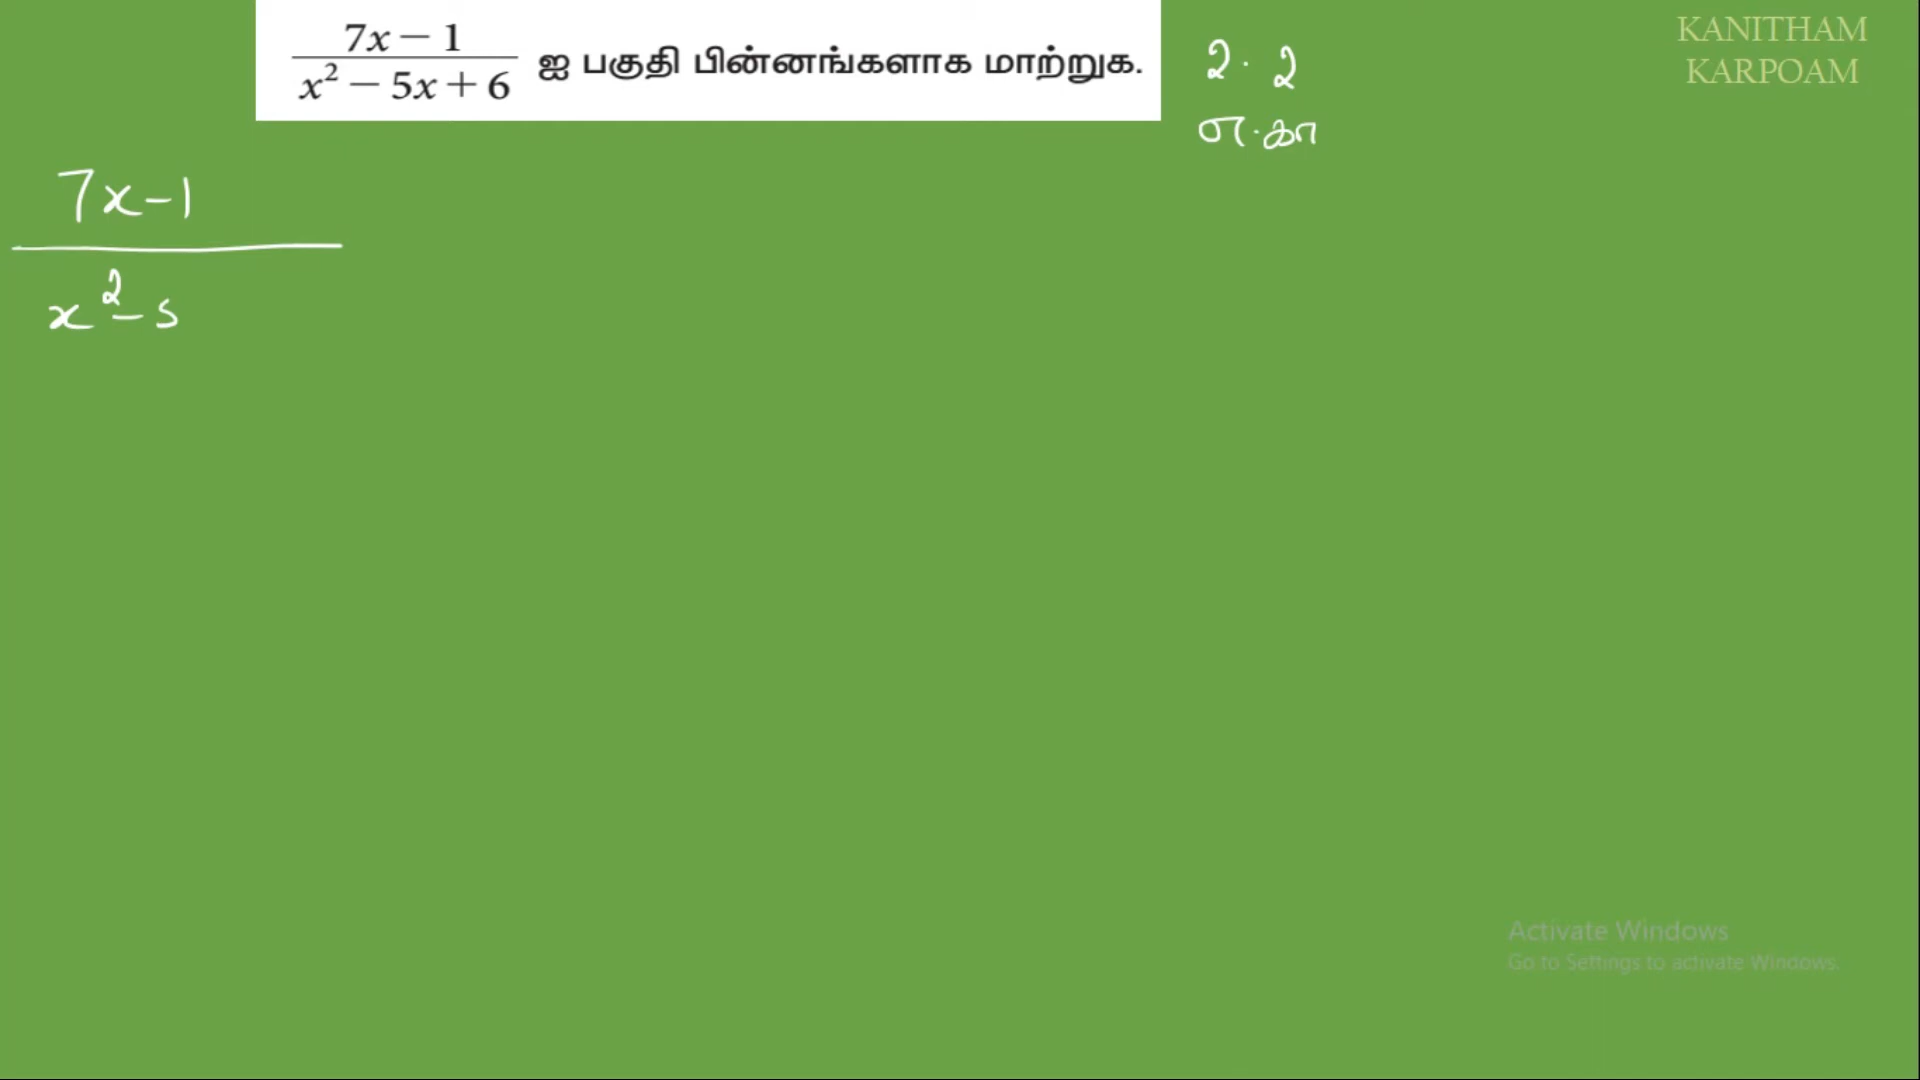 7x − 1
x² − 5x + 6 ஐ பகுதி பின்னங்களாக மாற்றுக.
2. 2
எ.கா
KANITHAM
KARPOAM
7x−1
x²−5
Activate Windows
Go to Settings to activate Windows.